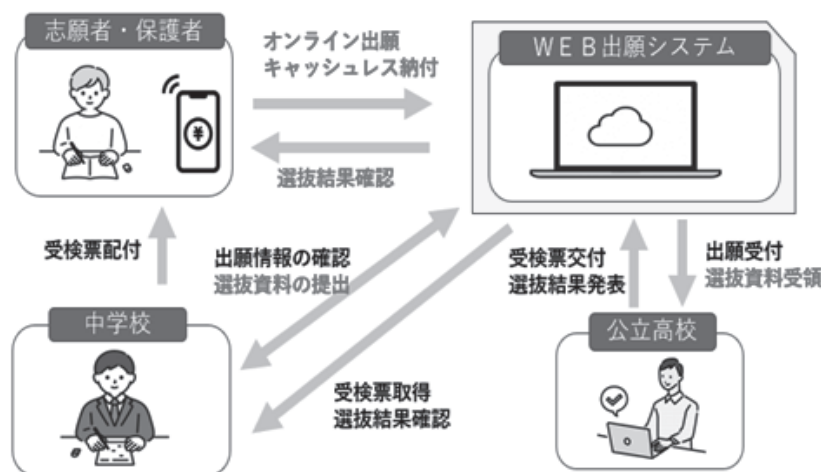 志願者・保護者
オンライン出願
キャッシュレス納付
WEB出願システム
¥
選抜結果確認
受検票配付
出願情報の確認
選抜資料の提出
受検票交付
選抜結果発表
出願受付
選抜資料受領
中学校
公立高校
受検票取得
選抜結果確認